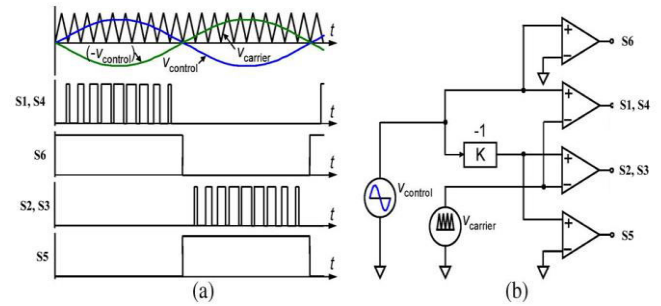 (-Vcontrol)
Vcontrol
Vcarrier
t
S1, S4
t
S6
t
S2, S3
t
S5
t
(a)
S6
S1, S4
-1
K
S2, S3
Vcontrol
Vcarrier
S5
(b)
+
−
+
−
+
−
+
−